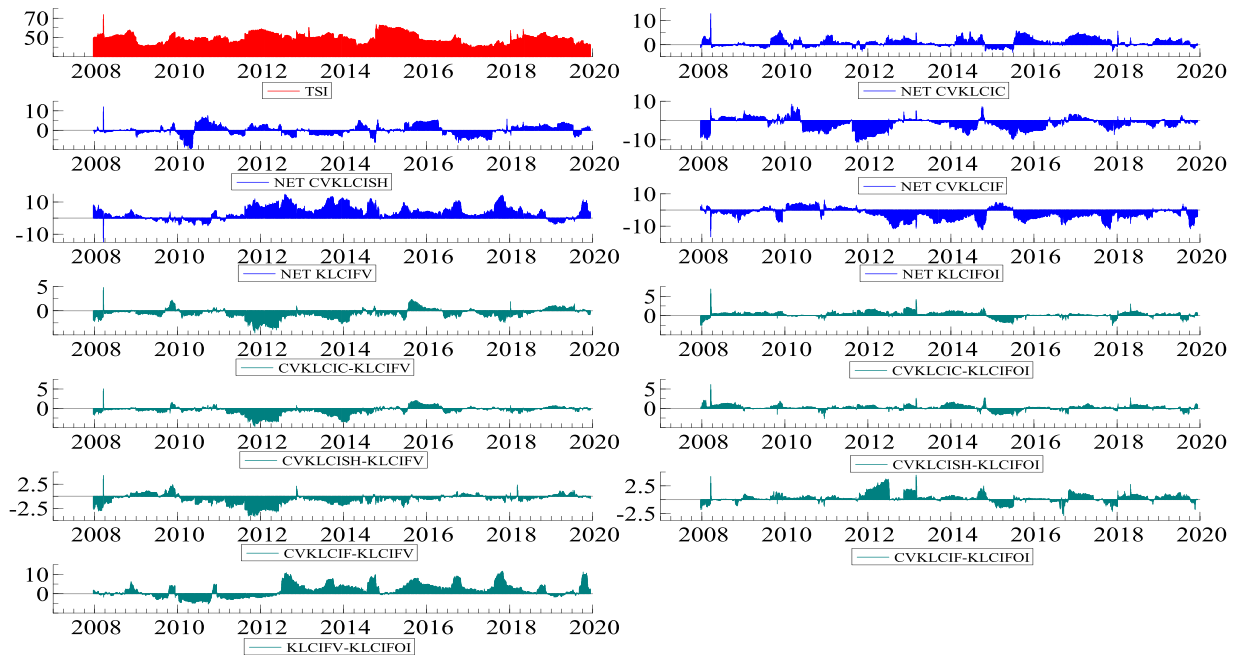 70
50
2008 2010 2012 2014 2016 2018 2020
TSI
10
0
2008 2010 2012 2014 2016 2018 2020
NET CVKLCIC
10
0
2008 2010 2012 2014 2016 2018 2020
NET CVKLCISH
10
-10
2008 2010 2012 2014 2016 2018 2020
NET CVKLCIF
10
-10
2008 2010 2012 2014 2016 2018 2020
NET KLCIFV
10
-10
2008 2010 2012 2014 2016 2018 2020
NET KLCIFOI
5
0
2008 2010 2012 2014 2016 2018 2020
CVKLCIC-KLCIFV
5
0
2008 2010 2012 2014 2016 2018 2020
CVKLCIC-KLCIFOI
5
0
2008 2010 2012 2014 2016 2018 2020
CVKLCISH-KLCIFV
5
0
2008 2010 2012 2014 2016 2018 2020
CVKLCISH-KLCIFOI
2.5
-2.5
2008 2010 2012 2014 2016 2018 2020
CVKLCIF-KLCIFV
2.5
-2.5
2008 2010 2012 2014 2016 2018 2020
CVKLCIF-KLCIFOI
10
0
2008 2010 2012 2014 2016 2018 2020
KLCIFV-KLCIFOI